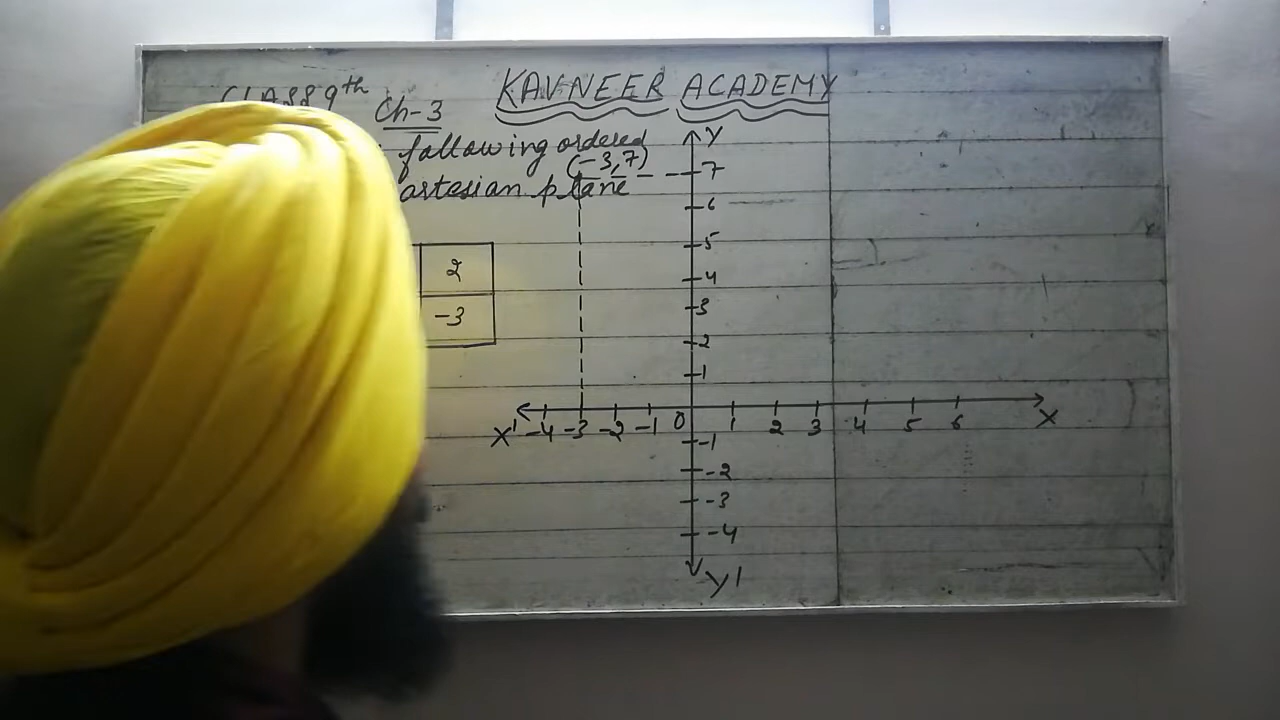 CLASS 9th
KAVNEER ACADEMY
Ch-3
following ordered
artesian plane
(-3,7)
2
-3
Y
7
6
5
4
3
2
1
X' -4 -3 -2 -1 0 1 2 3 4 5 6 X
-1
-2
-3
-4
Y'